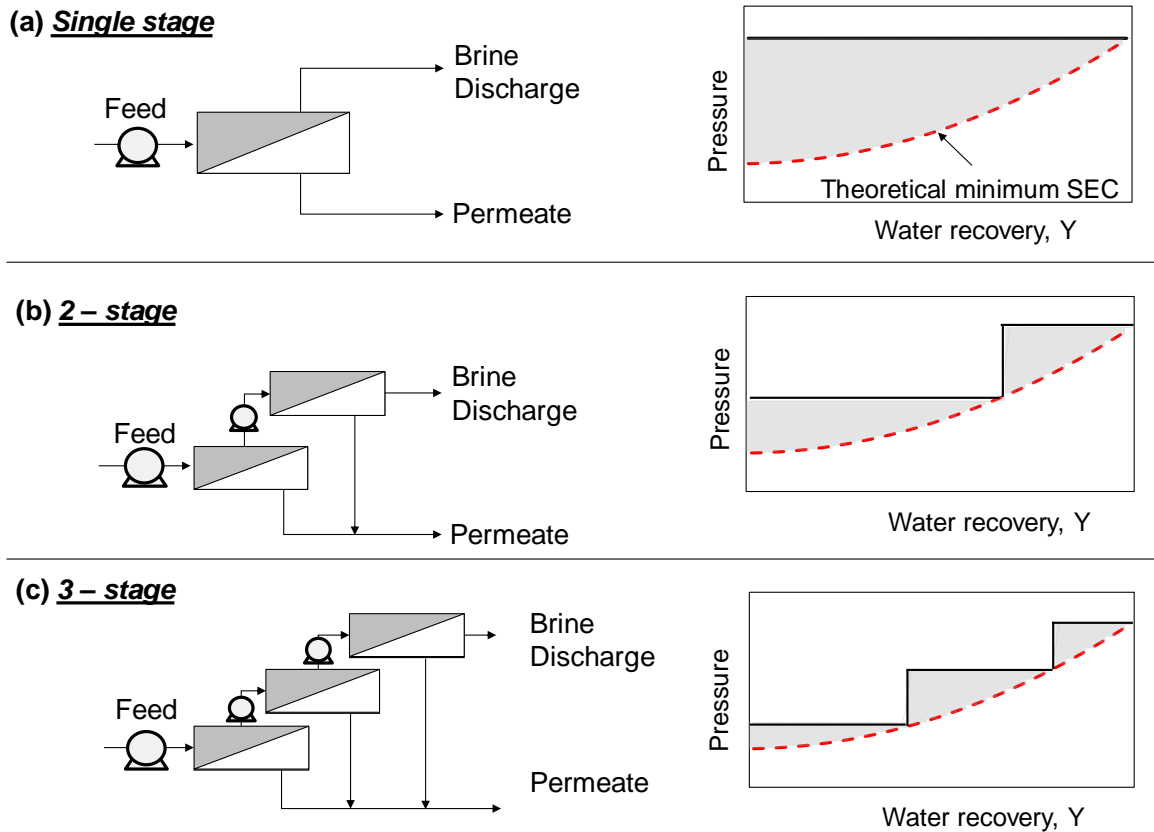 (a) Single stage
Feed
Brine
Discharge
Permeate
Pressure
Theoretical minimum SEC
Water recovery, Y
(b) 2 – stage
Feed
Brine
Discharge
Permeate
Pressure
Water recovery, Y
(c) 3 – stage
Feed
Brine
Discharge
Permeate
Pressure
Water recovery, Y